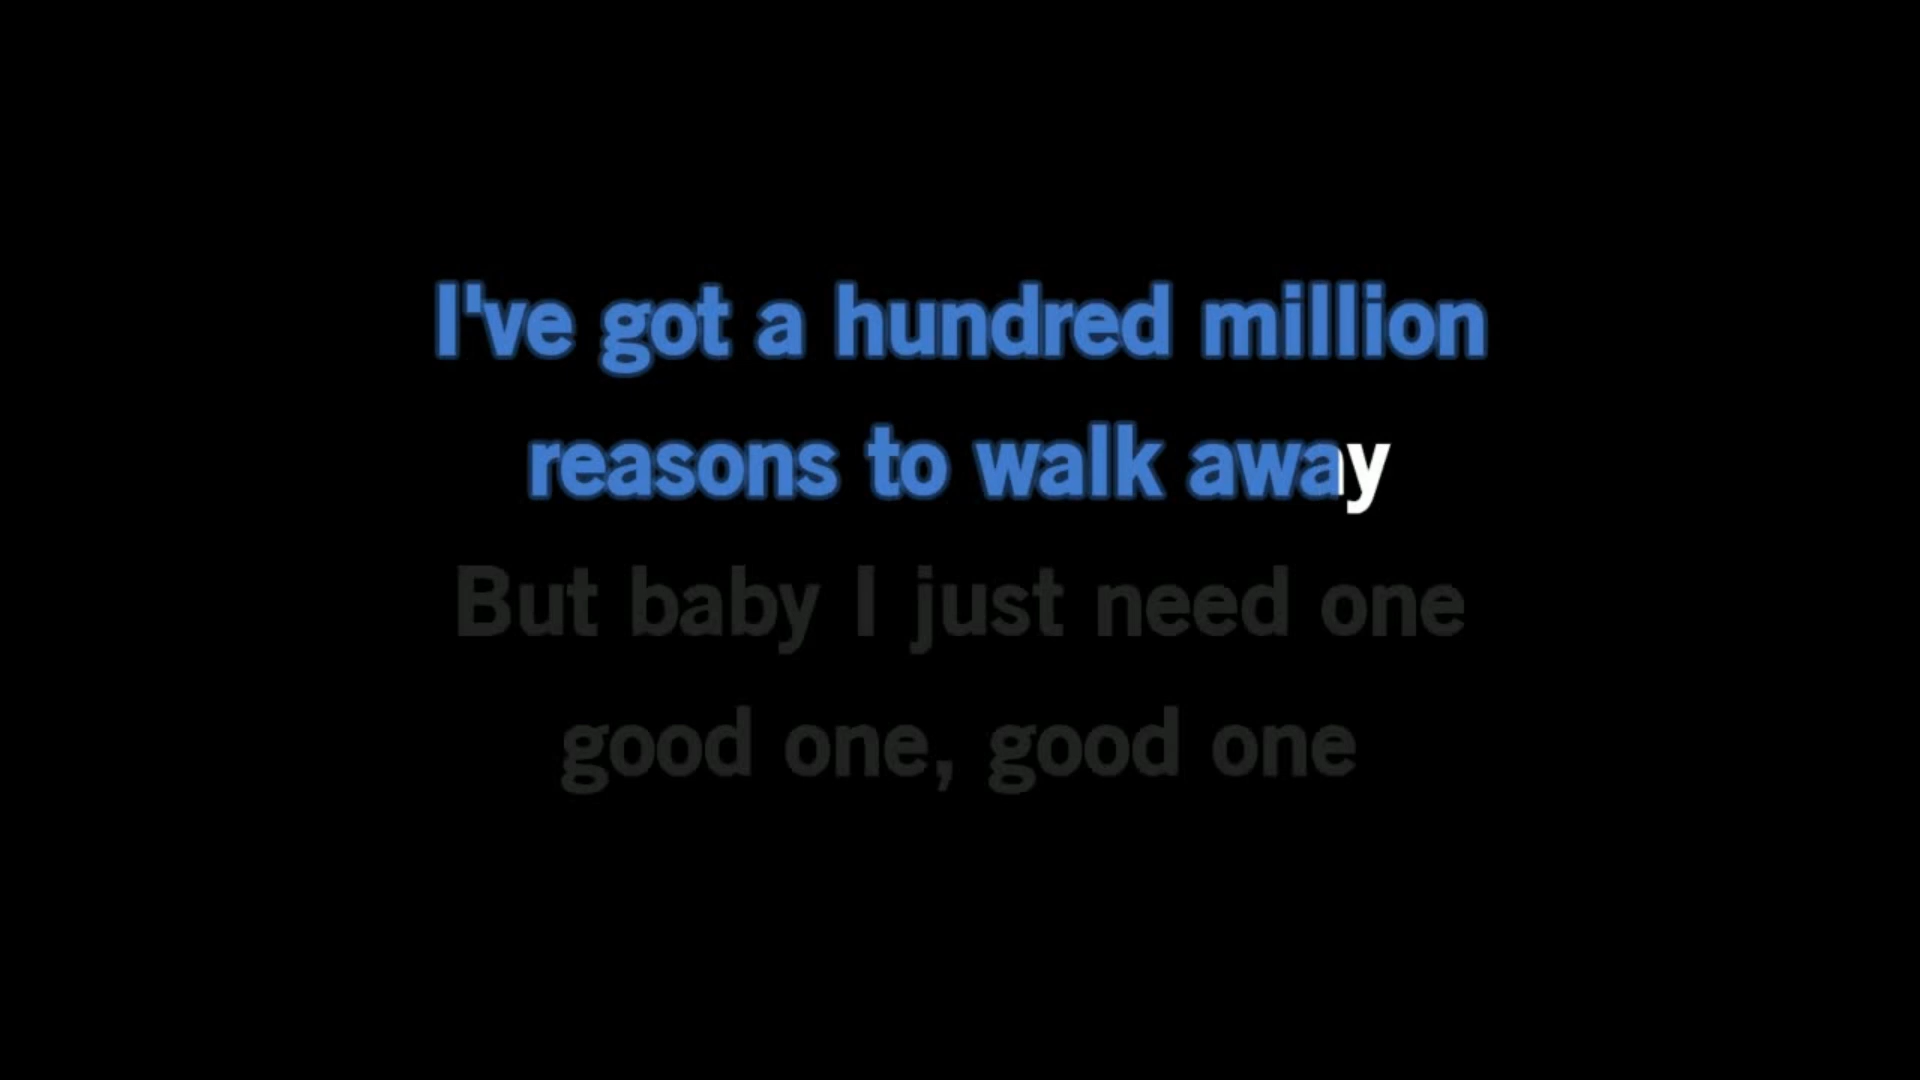 I've got a hundred million
reasons to walk away
But baby I just need one
good one, good one